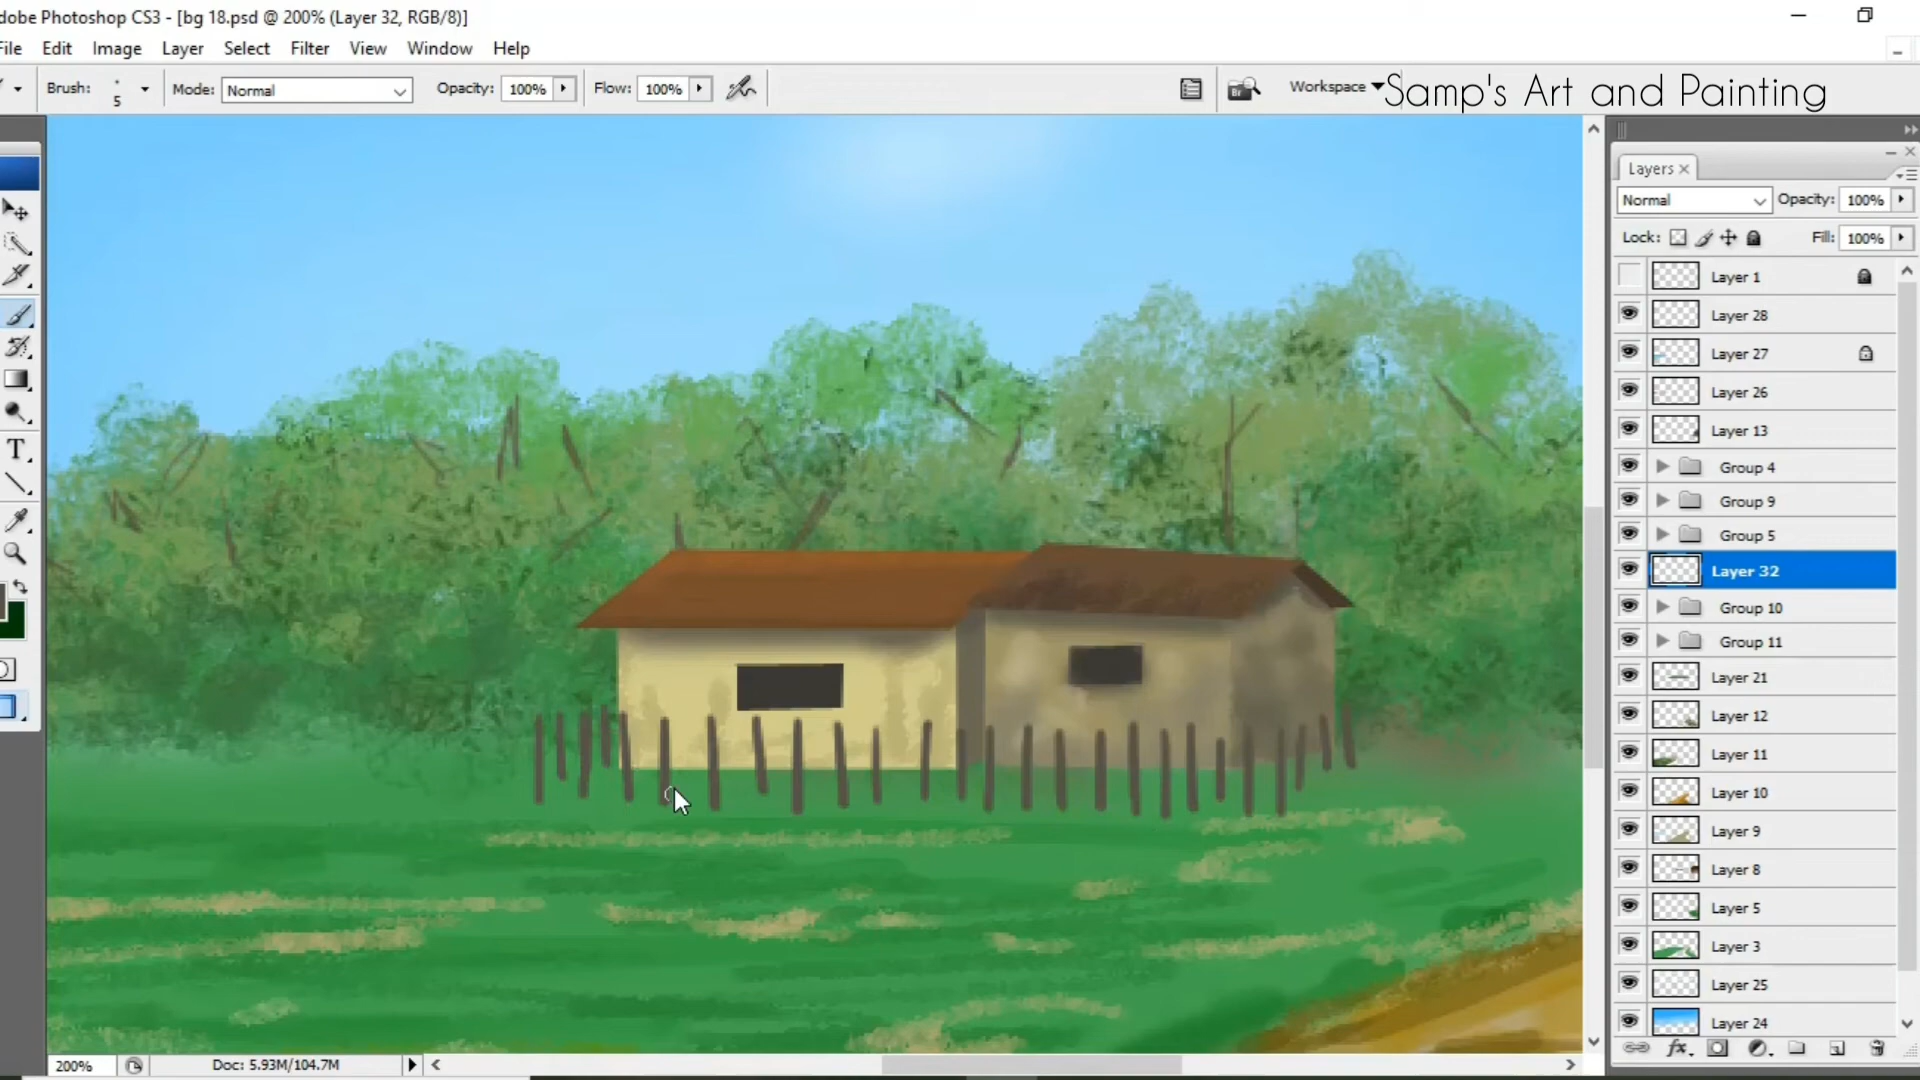 dobe Photoshop CS3 - [bg 18.psd @ 200% (Layer 32, RGB/8)]
File Edit Image Layer Select Filter View Window Help
Brush: 5 Mode: Normal Opacity: 100% Flow: 100% Workspace Samp's Art and Painting
Layers
Normal Opacity: 100%
Lock: Fill: 100%
Layer 1
Layer 28
Layer 27
Layer 26
Layer 13
Group 4
Group 9
Group 5
Layer 32
Group 10
Group 11
Layer 21
Layer 12
Layer 11
Layer 10
Layer 9
Layer 8
Layer 5
Layer 3
Layer 25
Layer 24
200% Doc: 5.93M/104.7M